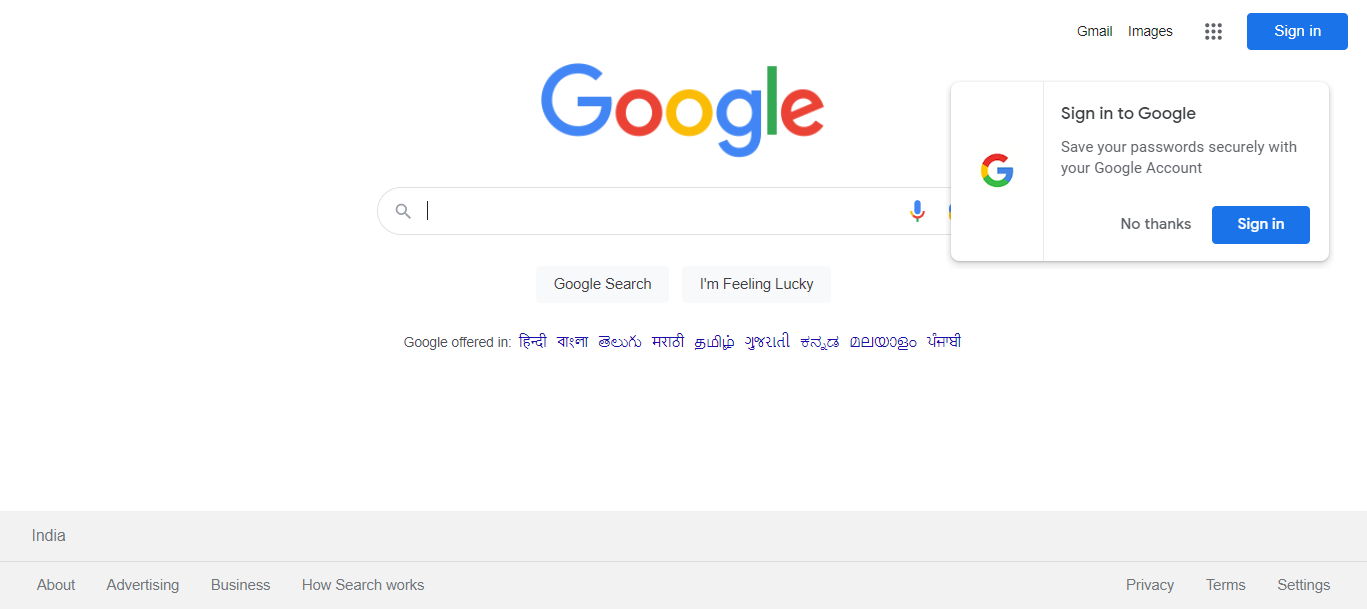 Gmail Images Sign in
Google
Sign in to Google
Save your passwords securely with
your Google Account
No thanks Sign in
Google Search I'm Feeling Lucky
Google offered in: हिन्दी বাংলা తెలుగు मराठी தமிழ் ગુજરાતી ಕನ್ನಡ മലയാളം ਪੰਜਾਬੀ
India
About Advertising Business How Search works Privacy Terms Settings